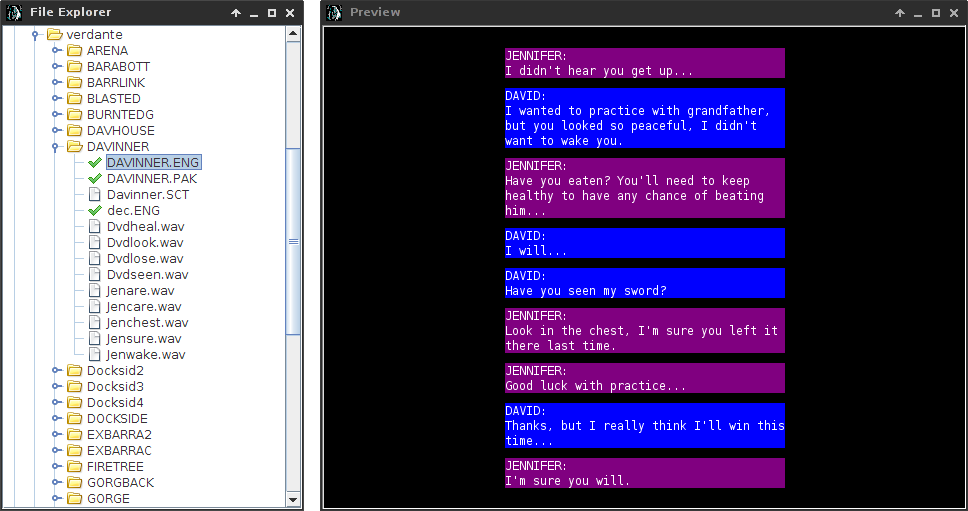 File Explorer
verdante
ARENA
BARABOTT
BARRLINK
BLASTED
BURNTEDG
DAVHOUSE
DAVINNER
DAVINNER.ENG
DAVINNER.PAK
Davinner.SCT
dec.ENG
Dvdheal.wav
Dvdlook.wav
Dvdlose.wav
Dvdseen.wav
Jenare.wav
Jencare.wav
Jenchest.wav
Jensure.wav
Jenwake.wav
Docksid2
Docksid3
Docksid4
DOCKSIDE
EXBARRA2
EXBARRAC
FIRETREE
GORGBACK
GORGE
Preview
JENNIFER:
I didn't hear you get up...
DAVID:
I wanted to practice with grandfather,
but you looked so peaceful, I didn't
want to wake you.
JENNIFER:
Have you eaten? You'll need to keep
healthy to have any chance of beating
him...
DAVID:
I will...
DAVID:
Have you seen my sword?
JENNIFER:
Look in the chest, I'm sure you left it
there last time.
JENNIFER:
Good luck with practice...
DAVID:
Thanks, but I really think I'll win this
time...
JENNIFER:
I'm sure you will.